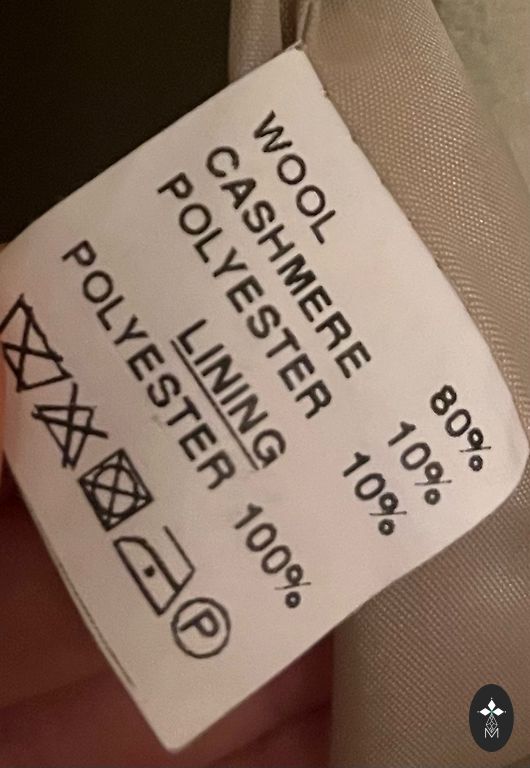 WOOL 80%
CASHMERE 10%
POLYESTER 10%
LINING
POLYESTER 100%
P
M